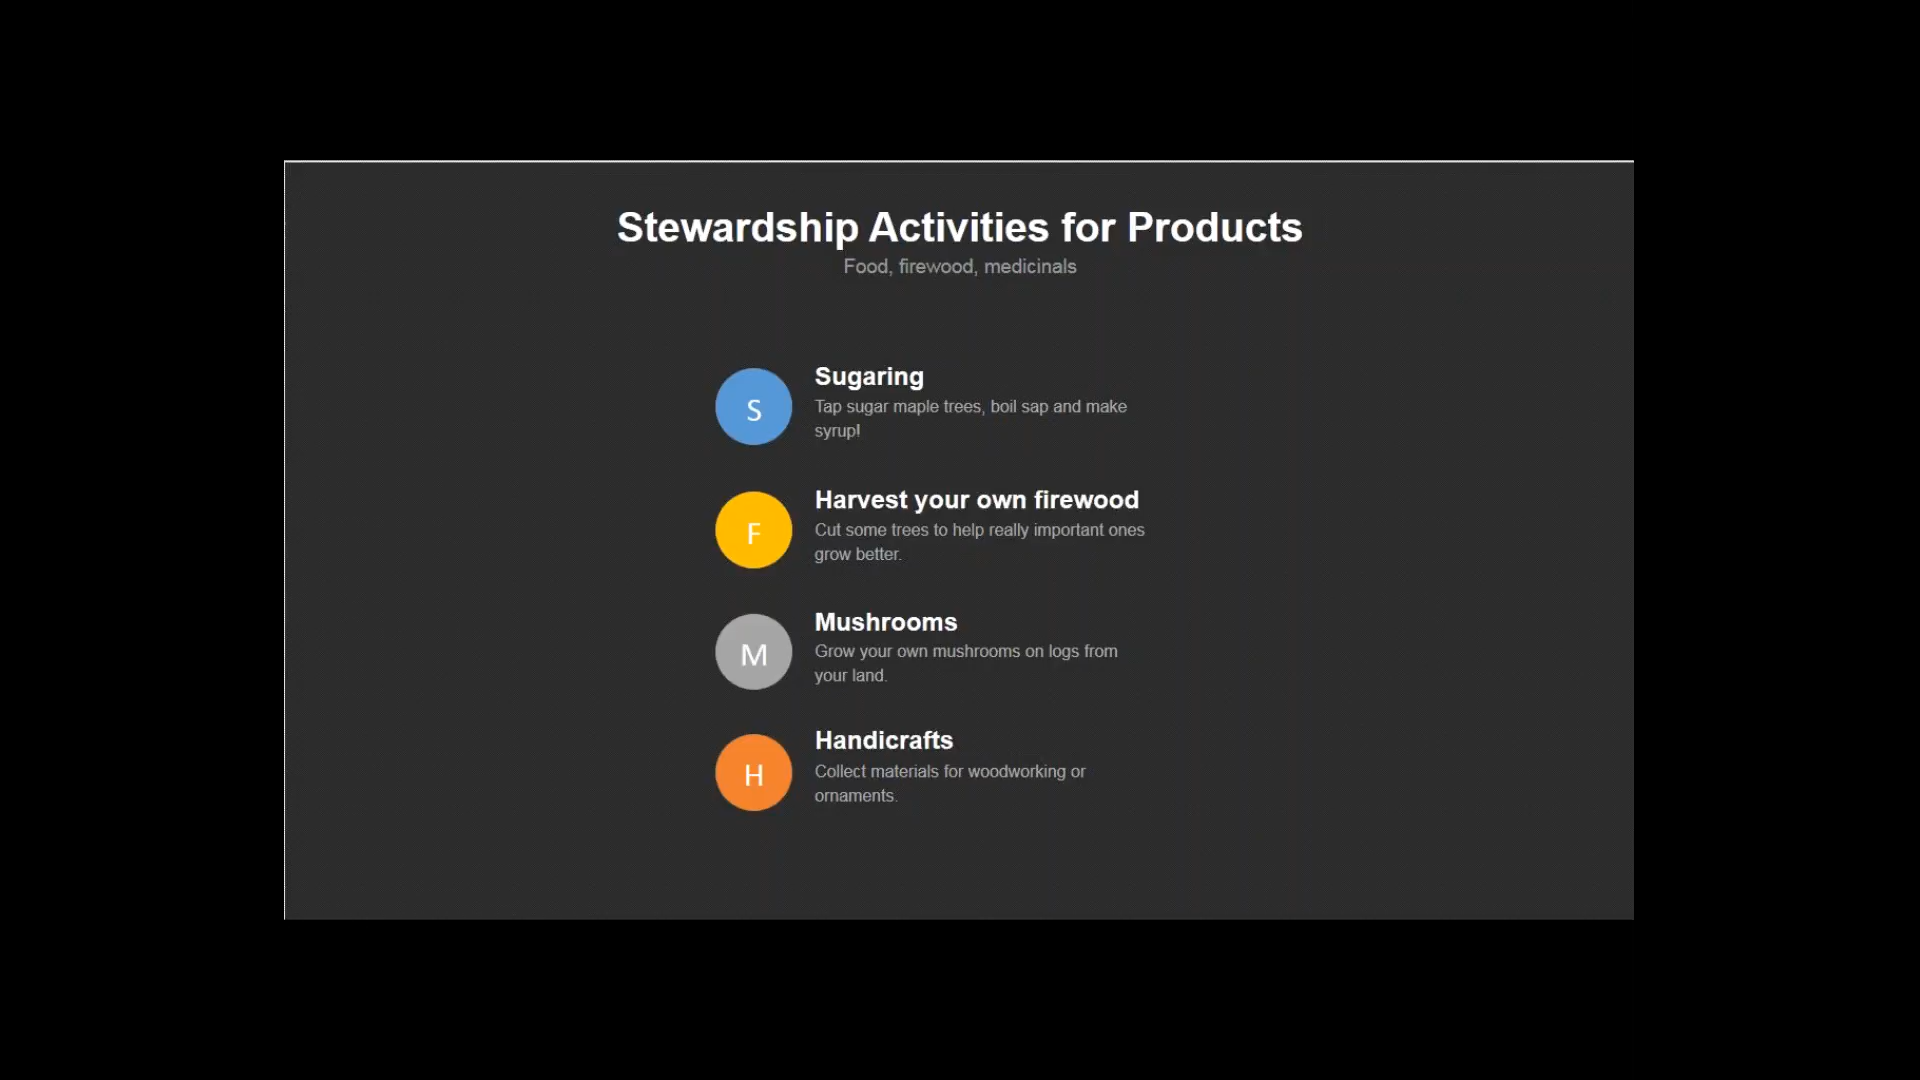 Stewardship Activities for Products
Food, firewood, medicinals
S
Sugaring
Tap sugar maple trees, boil sap and make
syrup!
F
Harvest your own firewood
Cut some trees to help really important ones
grow better.
M
Mushrooms
Grow your own mushrooms on logs from
your land.
H
Handicrafts
Collect materials for woodworking or
ornaments.